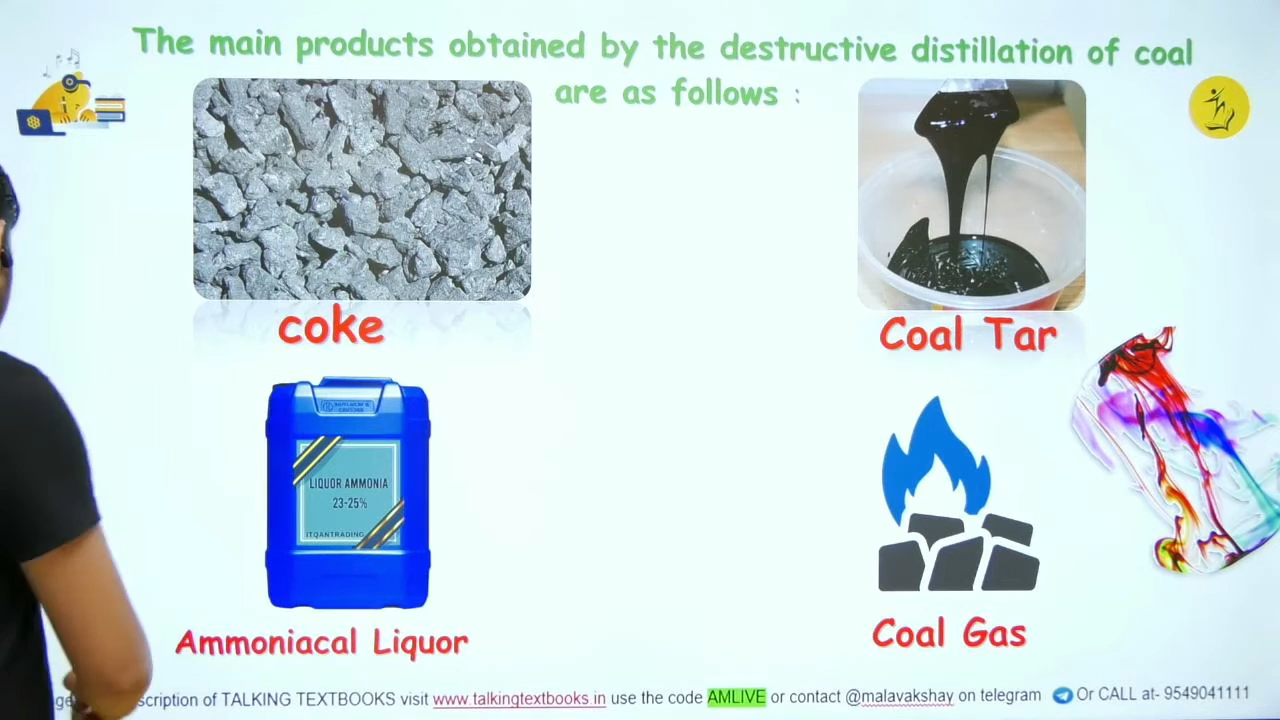 The main products obtained by the destructive distillation of coal
are as follows :
coke
Coal Tar
LIQUOR AMMONIA
23-25%
ITQANTRADING
Ammoniacal Liquor
Coal Gas
scription of TALKING TEXTBOOKS visit www.talkingtextbooks.in use the code AMLIVE or contact @malavakshay on telegram Or CALL at- 9549041111